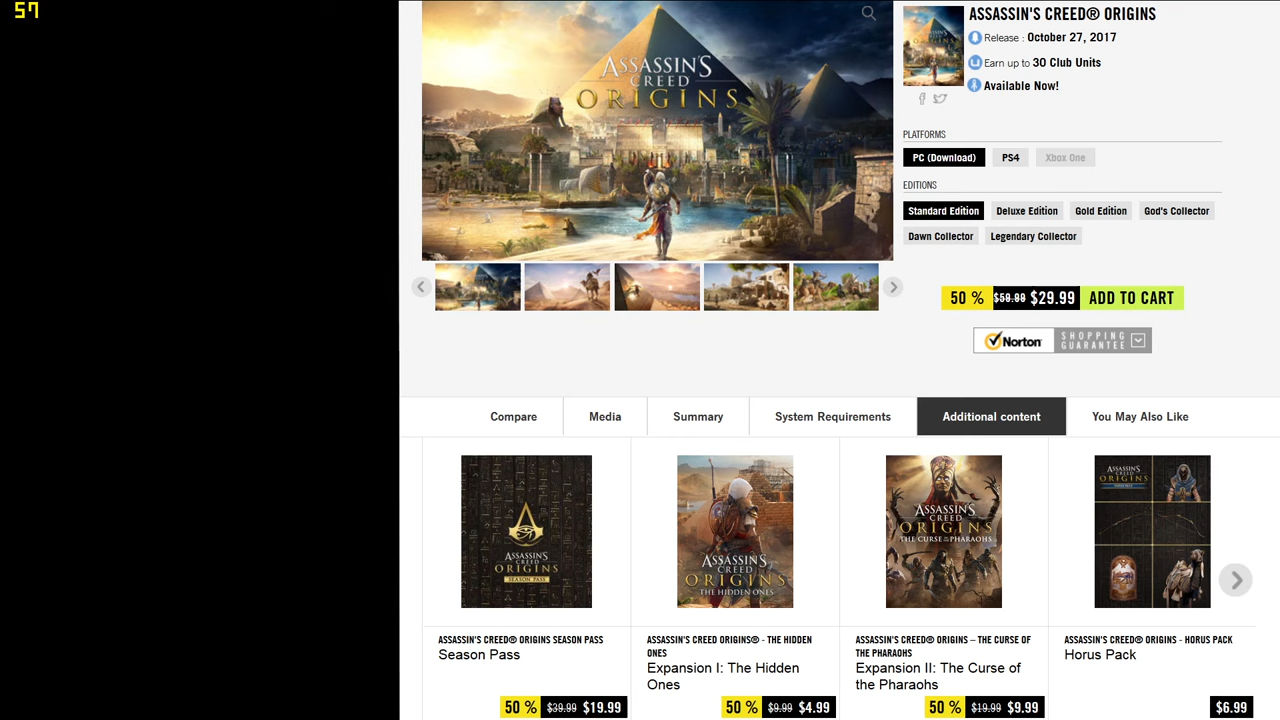 57
ASSASSIN'S
CREED
ORIGINS
ASSASSIN'S CREED® ORIGINS
Release : October 27, 2017
Earn up to 30 Club Units
Available Now!
PLATFORMS
PC (Download) PS4 Xbox One
EDITIONS
Standard Edition Deluxe Edition Gold Edition God's Collector
Dawn Collector Legendary Collector
50 % $59.99 $29.99 ADD TO CART
Norton SHOPPING
GUARANTEE
Compare Media Summary System Requirements Additional content You May Also Like
ASSASSIN'S
CREED
ORIGINS
SEASON PASS
ASSASSIN'S
CREED
ORIGINS
THE HIDDEN ONES
ASSASSIN'S
CREED
ORIGINS
THE CURSE OF THE PHARAOHS
ASSASSIN'S
CREED
ORIGINS
ASSASSIN'S CREED® ORIGINS SEASON PASS
Season Pass
50 % $39.99 $19.99
ASSASSIN'S CREED ORIGINS® - THE HIDDEN
ONES
Expansion I: The Hidden
Ones
50 % $9.99 $4.99
ASSASSIN'S CREED® ORIGINS – THE CURSE OF
THE PHARAOHS
Expansion II: The Curse of
the Pharaohs
50 % $19.99 $9.99
ASSASSIN'S CREED® ORIGINS - HORUS PACK
Horus Pack
$6.99